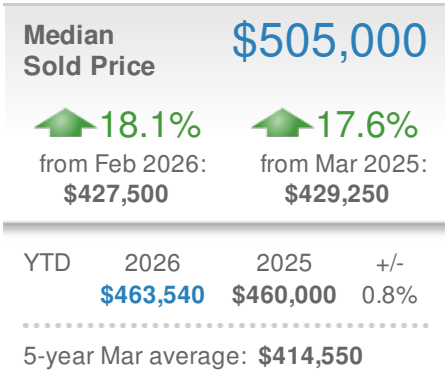 Median
Sold Price
$505,000
18.1%
from Feb 2026:
$427,500
17.6%
from Mar 2025:
$429,250
YTD 2026 2025 +/-
$463,540 $460,000 0.8%
5-year Mar average: $414,550